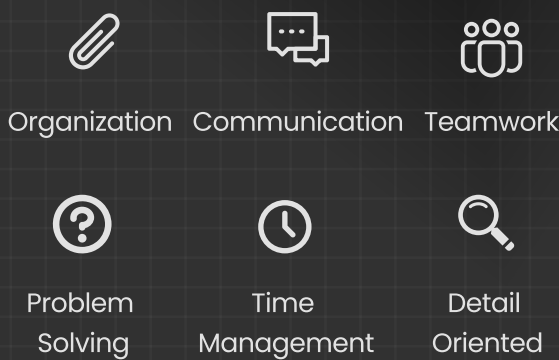 Organization
Communication
Teamwork
Problem
Solving
Time
Management
Detail
Oriented